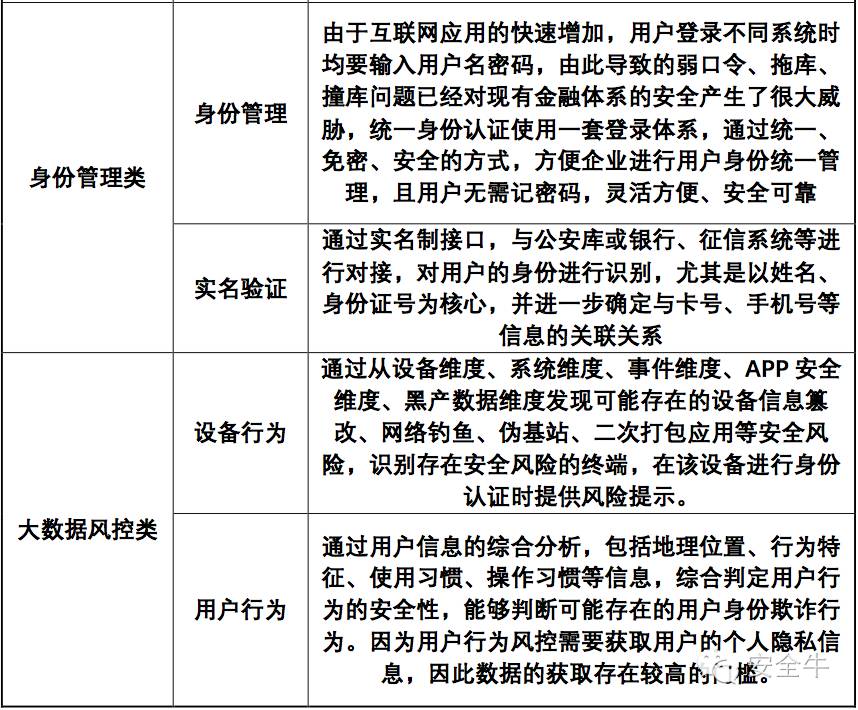 身份管理类
身份管理
由于互联网应用的快速增加，用户登录不同系统时
均要输入用户名密码，由此导致的弱口令、拖库、
撞库问题已经对现有金融体系的安全产生了很大威
胁，统一身份认证使用一套登录体系，通过统一、
免密、安全的方式，方便企业进行用户身份统一管
理，且用户无需记密码，灵活方便、安全可靠
实名验证
通过实名制接口，与公安库或银行、征信系统等进
行对接，对用户的身份进行识别，尤其是以姓名、
身份证号为核心，并进一步确定与卡号、手机号等
信息的关联关系
大数据风控类
设备行为
通过从设备维度、系统维度、事件维度、APP 安全
维度、黑产数据维度发现可能存在的设备信息篡
改、网络钓鱼、伪基站、二次打包应用等安全风
险，识别存在安全风险的终端，在该设备进行身份
认证时提供风险提示。
用户行为
通过用户信息的综合分析，包括地理位置、行为特
征、使用习惯、操作习惯等信息，综合判定用户行
为的安全性，能够判断可能存在的用户身份欺诈行
为。因为用户行为风控需要获取用户的个人隐私信
息，因此数据的获取存在较高的门槛。
安全牛